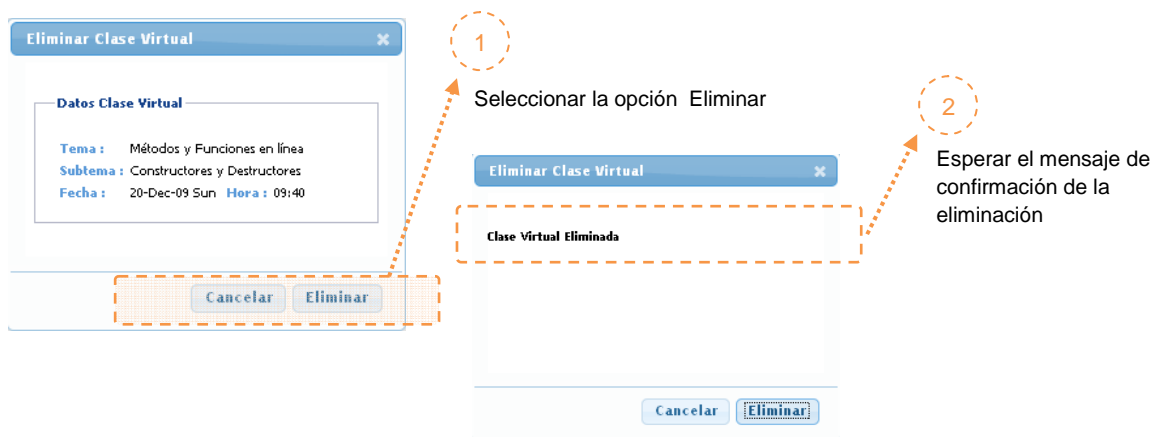 Eliminar Clase Virtual
Datos Clase Virtual
Tema : Métodos y Funciones en línea
Subtema : Constructores y Destructores
Fecha : 20-Dec-09 Sun Hora : 09:40
Cancelar Eliminar
1
Seleccionar la opción Eliminar
Eliminar Clase Virtual
Clase Virtual Eliminada
Cancelar Eliminar
2
Esperar el mensaje de
confirmación de la
eliminación